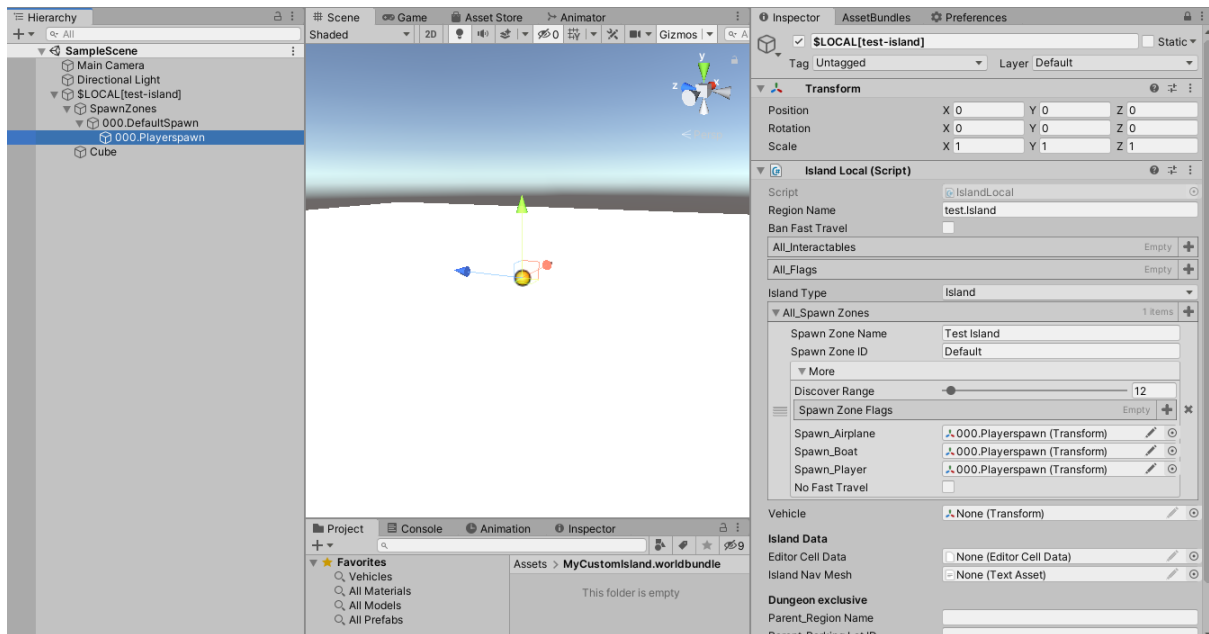 Hierarchy
All
SampleScene
Main Camera
Directional Light
$LOCAL[test-island]
SpawnZones
000.DefaultSpawn
000.Playerspawn
Cube
Scene
Game
Asset Store
Animator
Shaded
2D
0
Gizmos
A
y
z
x
Project
Console
Animation
Inspector
9
Favorites
Vehicles
All Materials
All Models
All Prefabs
Assets > MyCustomIsland.worldbundle
This folder is empty
Inspector
AssetBundles
Preferences
$LOCAL[test-island]
Static
Tag Untagged
Layer Default
Transform
Position X 0 Y 0 Z 0
Rotation X 0 Y 0 Z 0
Scale X 1 Y 1 Z 1
Island Local (Script)
Script IslandLocal
Region Name test.Island
Ban Fast Travel
All_Interactables Empty
All_Flags Empty
Island Type Island
All_Spawn Zones 1 items
Spawn Zone Name Test Island
Spawn Zone ID Default
More
Discover Range 12
Spawn Zone Flags Empty
Spawn_Airplane 000.Playerspawn (Transform)
Spawn_Boat 000.Playerspawn (Transform)
Spawn_Player 000.Playerspawn (Transform)
No Fast Travel
Vehicle None (Transform)
Island Data
Editor Cell Data None (Editor Cell Data)
Island Nav Mesh None (Text Asset)
Dungeon exclusive
Parent_Region Name